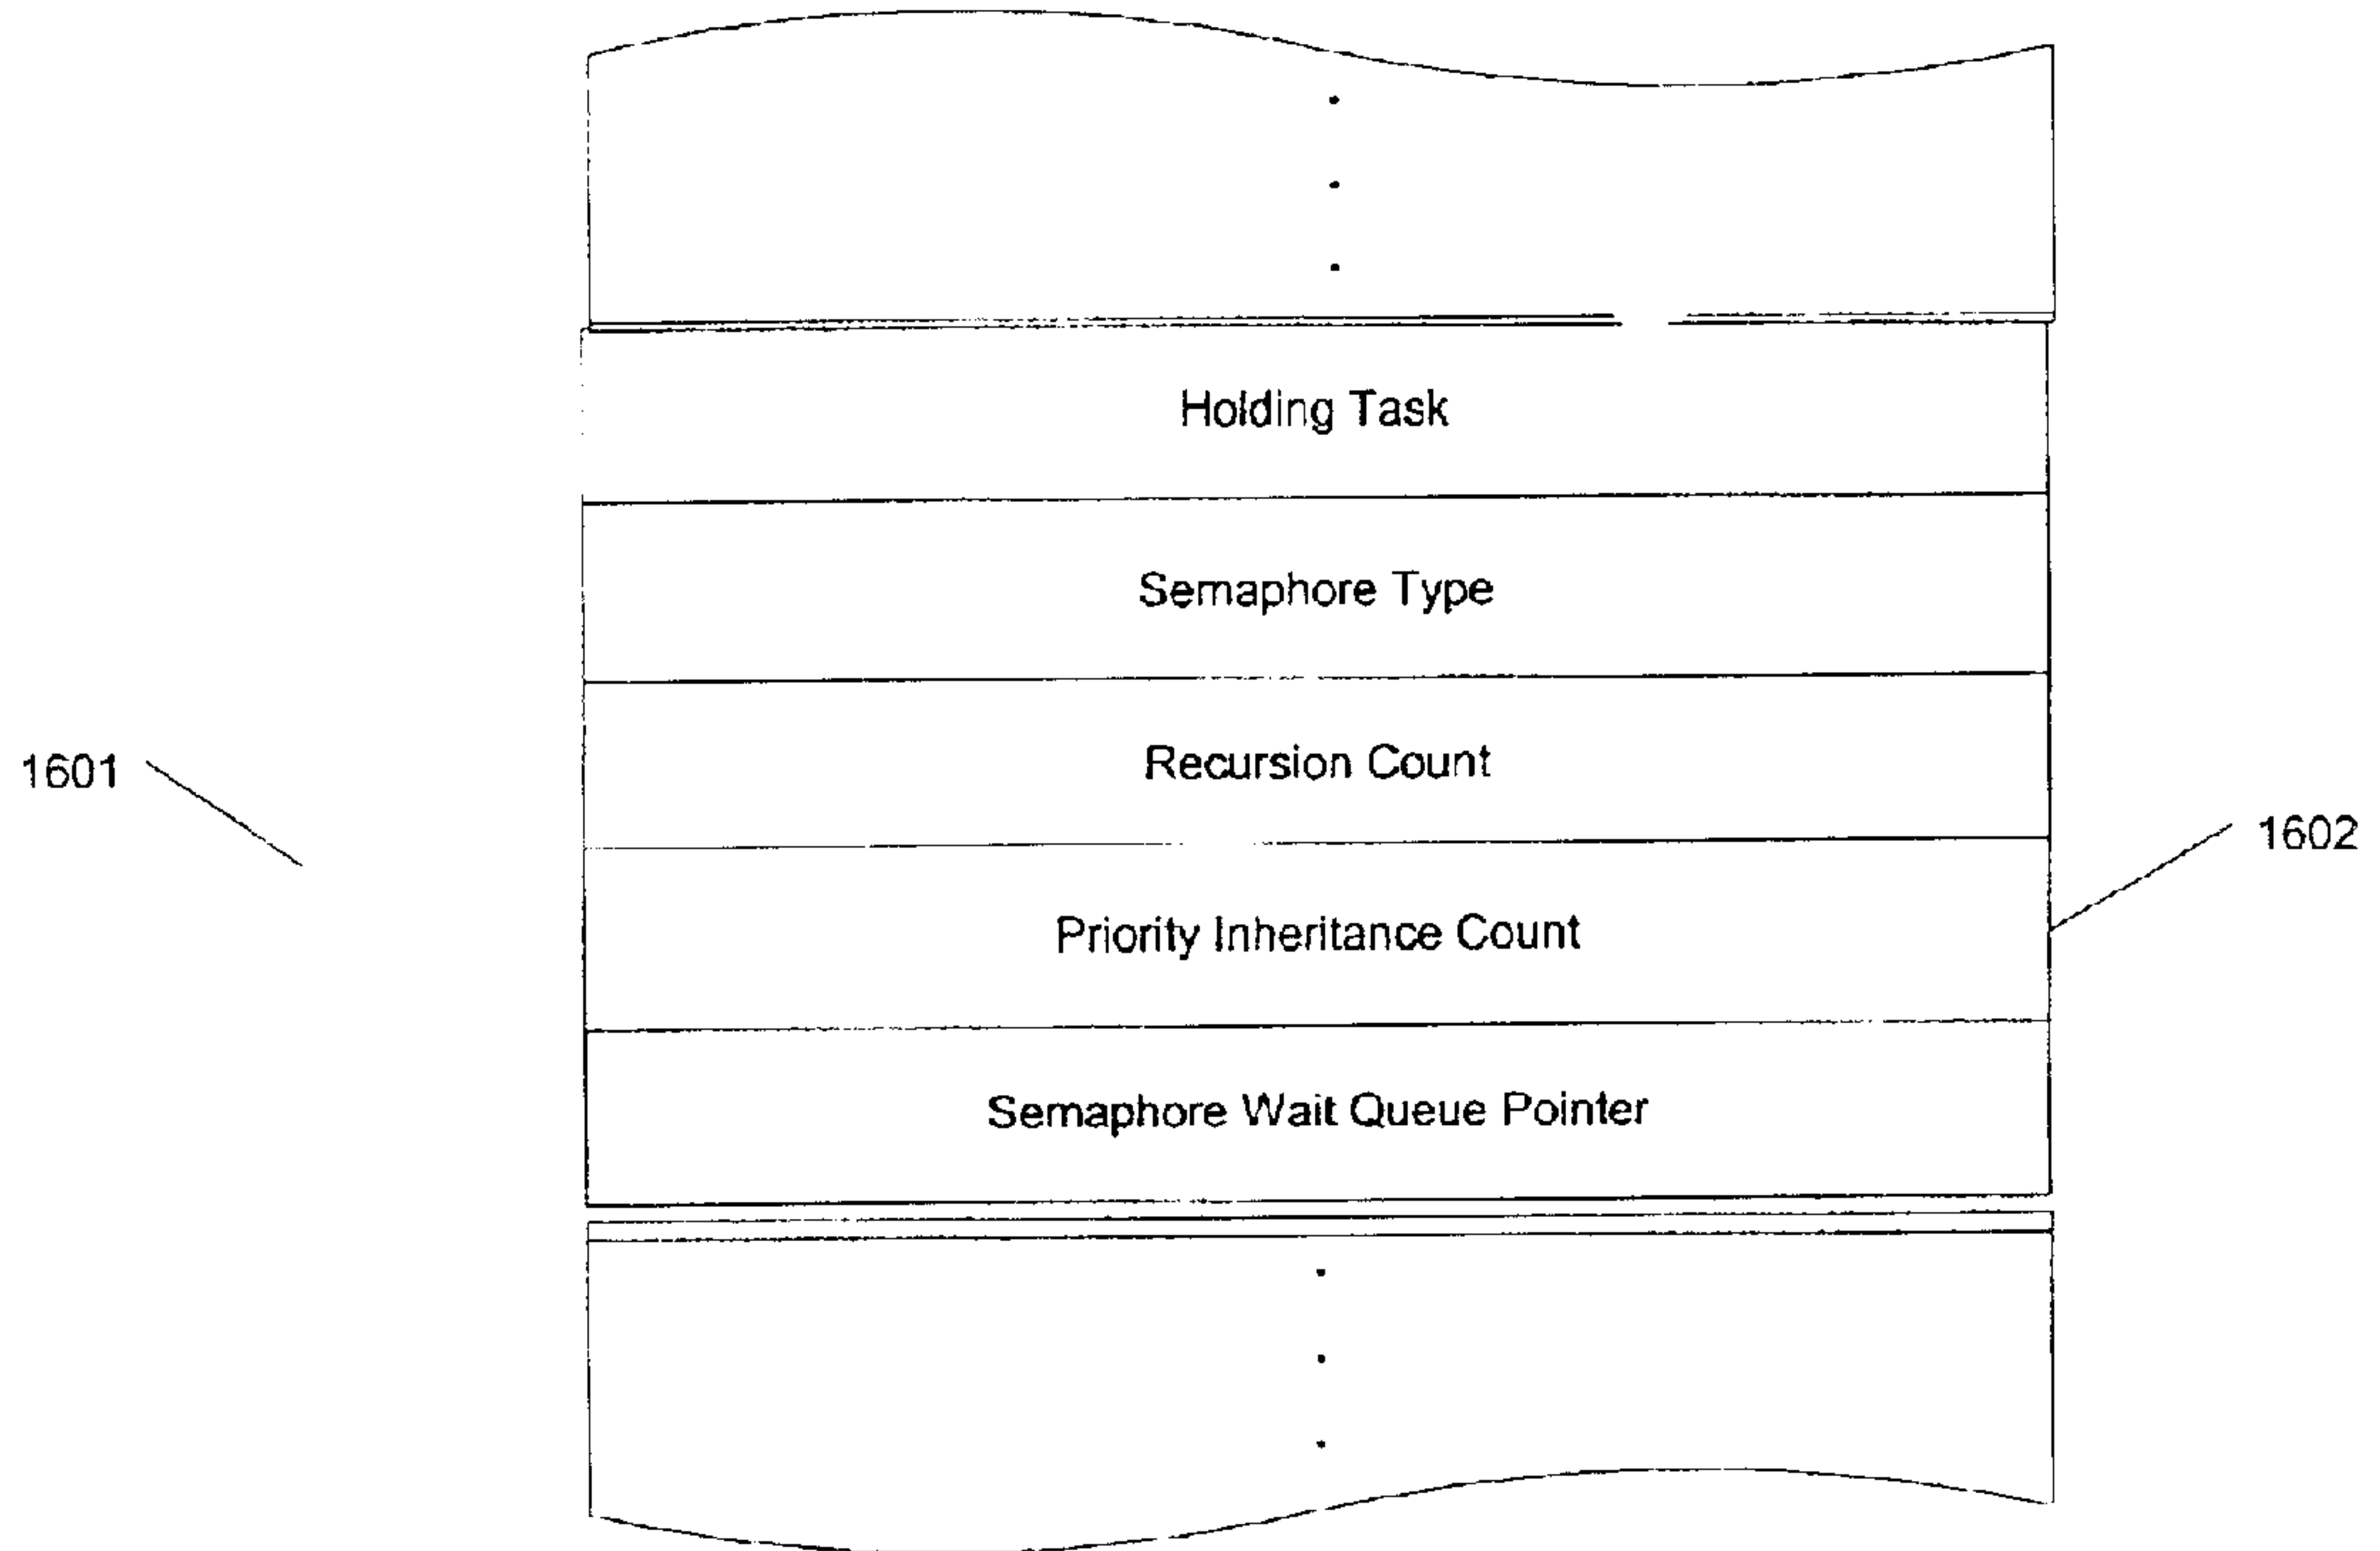 Holding Task
Semaphore Type
Recursion Count
1601
1602
Priority Inheritance Count
Semaphore Wait Queue Pointer